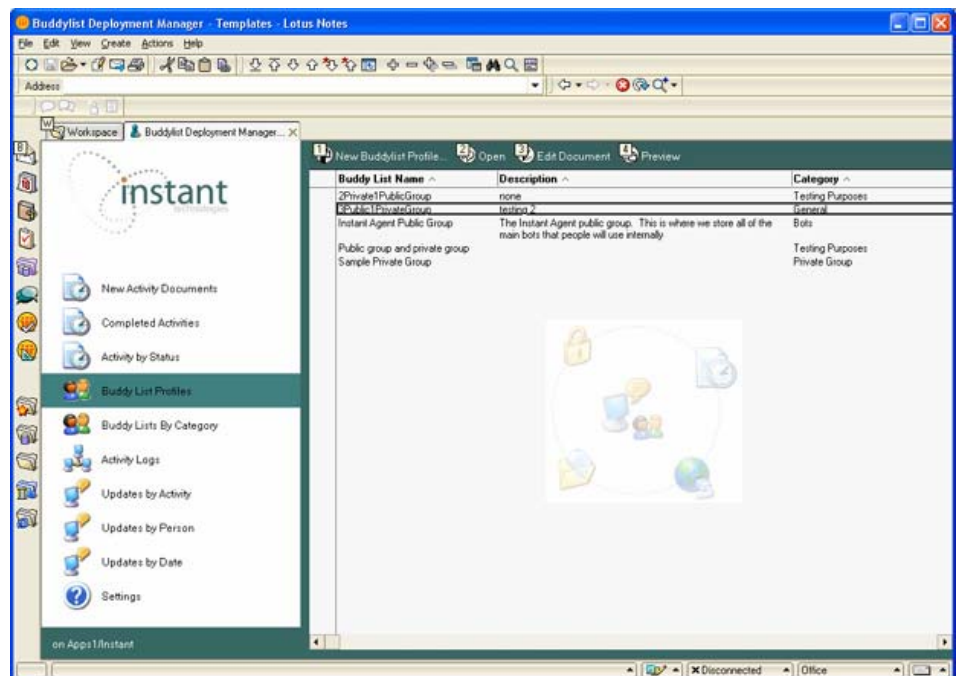 Buddylist Deployment Manager - Templates - Lotus Notes
File Edit View Create Actions Help
Address
W Workspace Buddylist Deployment Manager...
B
1 New Buddylist Profile... 2 Open 3 Edit Document 4 Preview
instant
technologies
Buddy List Name Description Category
2Private1PublicGroup none Testing Purposes
3Public1PrivateGroup testing 2 General
Instant Agent Public Group The Instant Agent public group. This is where we store all of the Bots
main bots that people will use internally
Public group and private group Testing Purposes
Sample Private Group Private Group
New Activity Documents
Completed Activities
Activity by Status
Buddy List Profiles
Buddy Lists By Category
Activity Logs
Updates by Activity
Updates by Person
Updates by Date
Settings
on Apps1/Instant
Disconnected Office